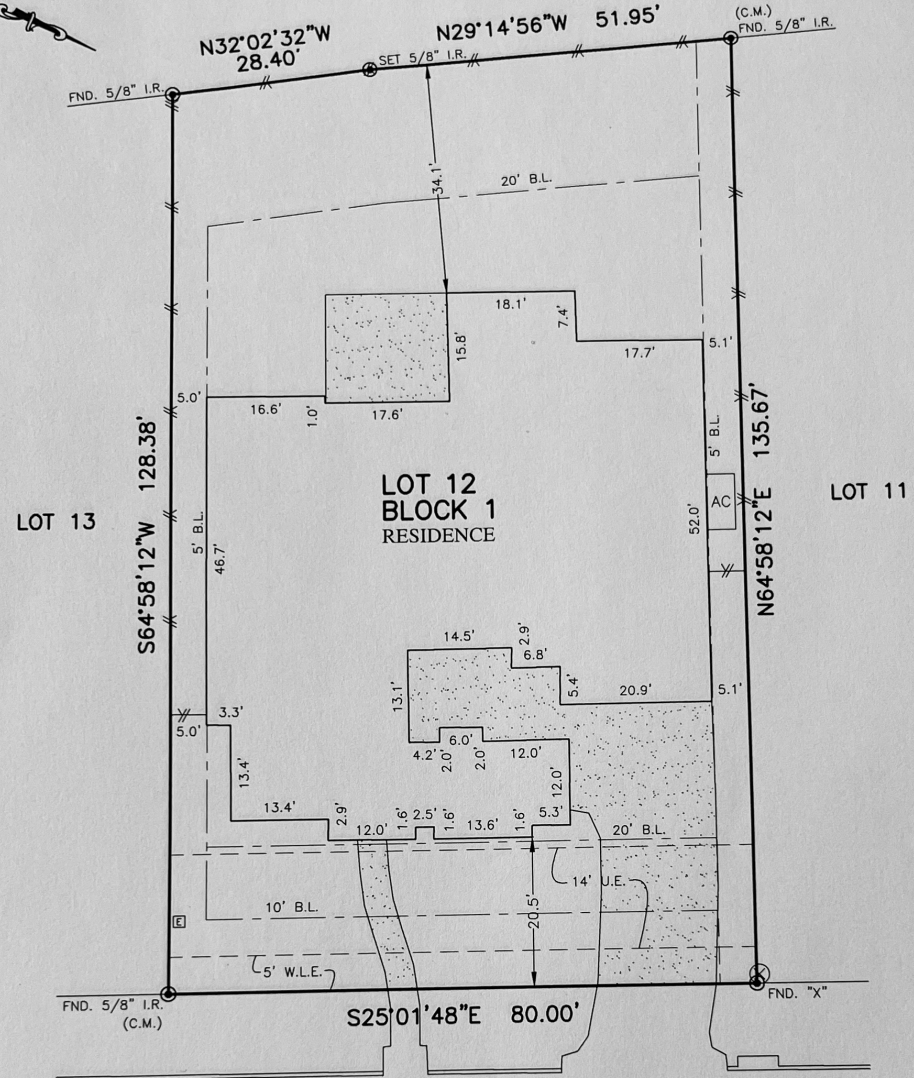 N32°02'32"W
28.40'
N29°14'56"W 51.95'
(C.M.)
FND. 5/8" I.R.
SET 5/8" I.R.
FND. 5/8" I.R.
34.1'
20' B.L.
18.1'
7.4'
15.8'
17.7'
5.1'
5.0'
16.6'
1.0'
17.6'
S64°58'12"W 128.38'
N64°58'12"E 135.67'
5' B.L.
LOT 12
BLOCK 1
RESIDENCE
AC
LOT 13
LOT 11
5' B.L.
46.7'
52.0'
14.5'
2.9'
6.8'
5.4'
20.9'
5.1'
13.1'
3.3'
5.0'
4.2'
2.0'
6.0'
2.0'
12.0'
13.4'
12.0'
13.4'
2.9'
12.0'
1.6'
2.5'
1.6'
13.6'
1.6'
5.3'
20' B.L.
14' U.E.
20.5'
10' B.L.
E
5' W.L.E.
FND. 5/8" I.R.
(C.M.)
S25°01'48"E 80.00'
FND. "X"